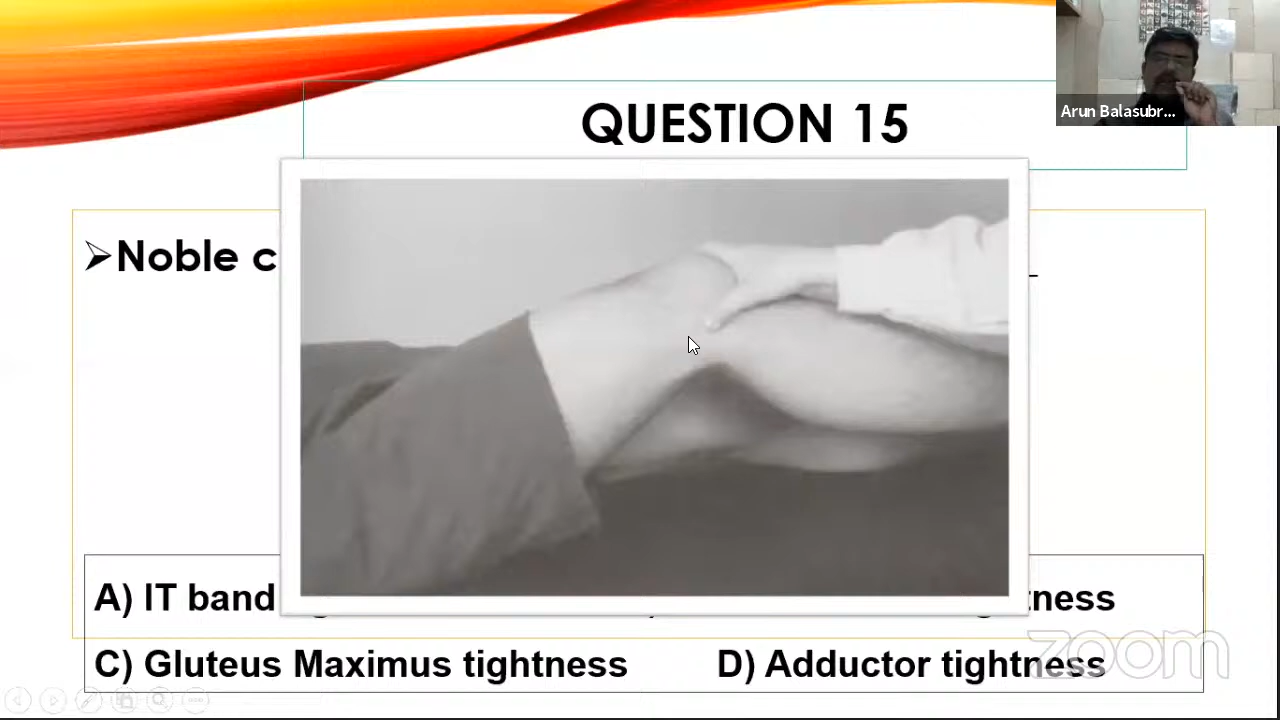 QUESTION 15
Arun Balasubr...
➢Noble c
A) IT band
tness
C) Gluteus Maximus tightness D) Adductor tightness
zoom